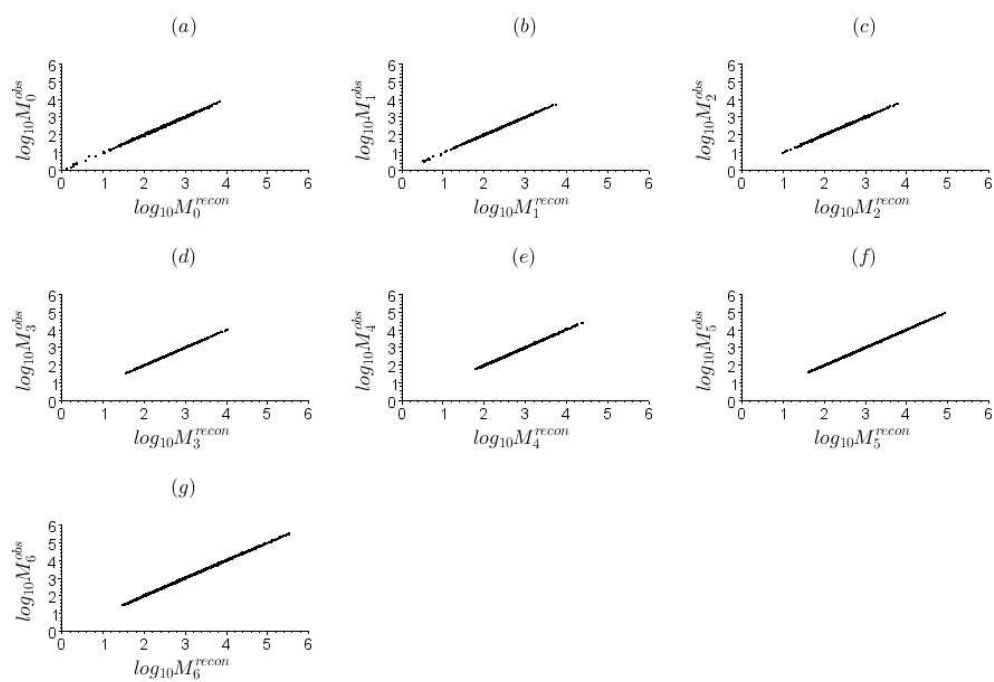 (a) (b) (c)
log₁₀M₀ᵒᵇˢ log₁₀M₁ᵒᵇˢ log₁₀M₂ᵒᵇˢ
6 6 6
5 5 5
4 4 4
3 3 3
2 2 2
1 1 1
0 0 0
0 1 2 3 4 5 6 0 1 2 3 4 5 6 0 1 2 3 4 5 6
log₁₀M₀ʳᵉᶜᵒⁿ log₁₀M₁ʳᵉᶜᵒⁿ log₁₀M₂ʳᵉᶜᵒⁿ
(d) (e) (f)
log₁₀M₃ᵒᵇˢ log₁₀M₄ᵒᵇˢ log₁₀M₅ᵒᵇˢ
6 6 6
5 5 5
4 4 4
3 3 3
2 2 2
1 1 1
0 0 0
0 1 2 3 4 5 6 0 1 2 3 4 5 6 0 1 2 3 4 5 6
log₁₀M₃ʳᵉᶜᵒⁿ log₁₀M₄ʳᵉᶜᵒⁿ log₁₀M₅ʳᵉᶜᵒⁿ
(g)
log₁₀M₆ᵒᵇˢ
6
5
4
3
2
1
0
0 1 2 3 4 5 6
log₁₀M₆ʳᵉᶜᵒⁿ